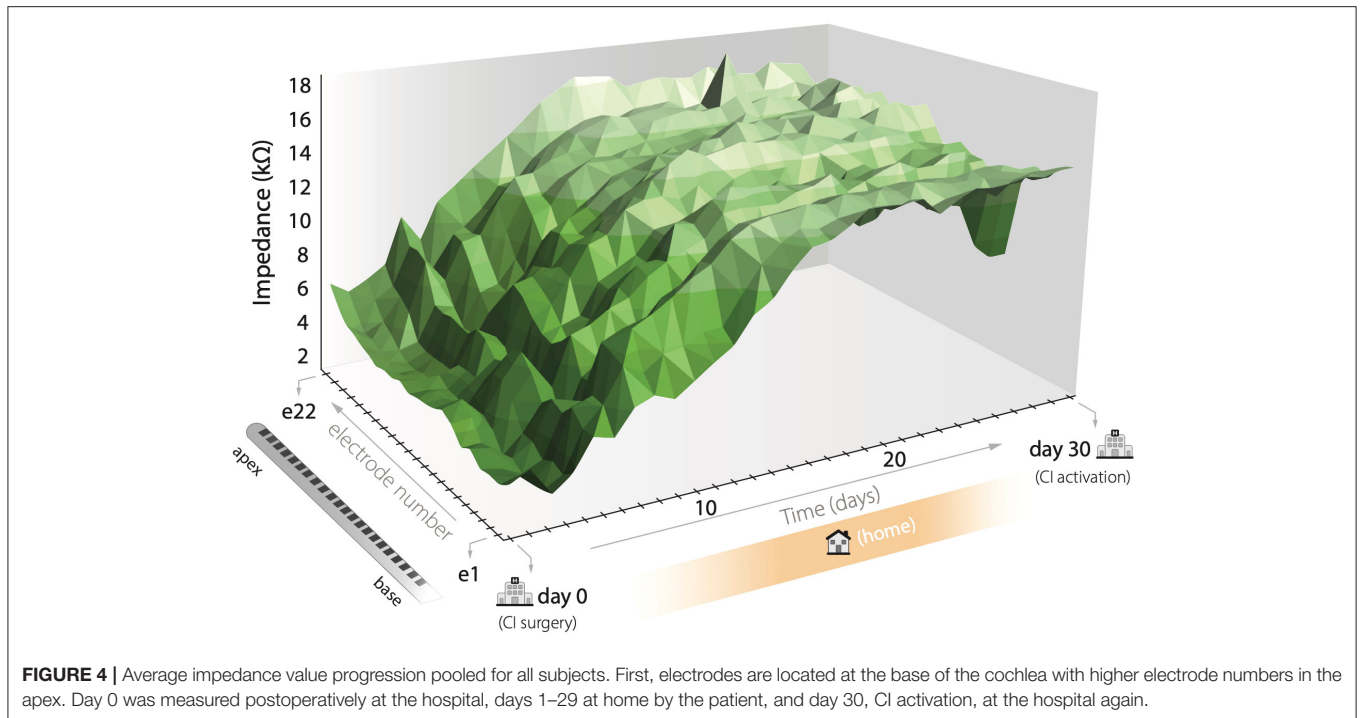 18
16
14
12
10
8
6
4
2
Impedance (kΩ)
e22
electrode number
apex
base
e1
H
day 0
(CI surgery)
10
20
Time (days)
(home)
day 30
H
(CI activation)
FIGURE 4 | Average impedance value progression pooled for all subjects. First, electrodes are located at the base of the cochlea with higher electrode numbers in the
apex. Day 0 was measured postoperatively at the hospital, days 1–29 at home by the patient, and day 30, CI activation, at the hospital again.